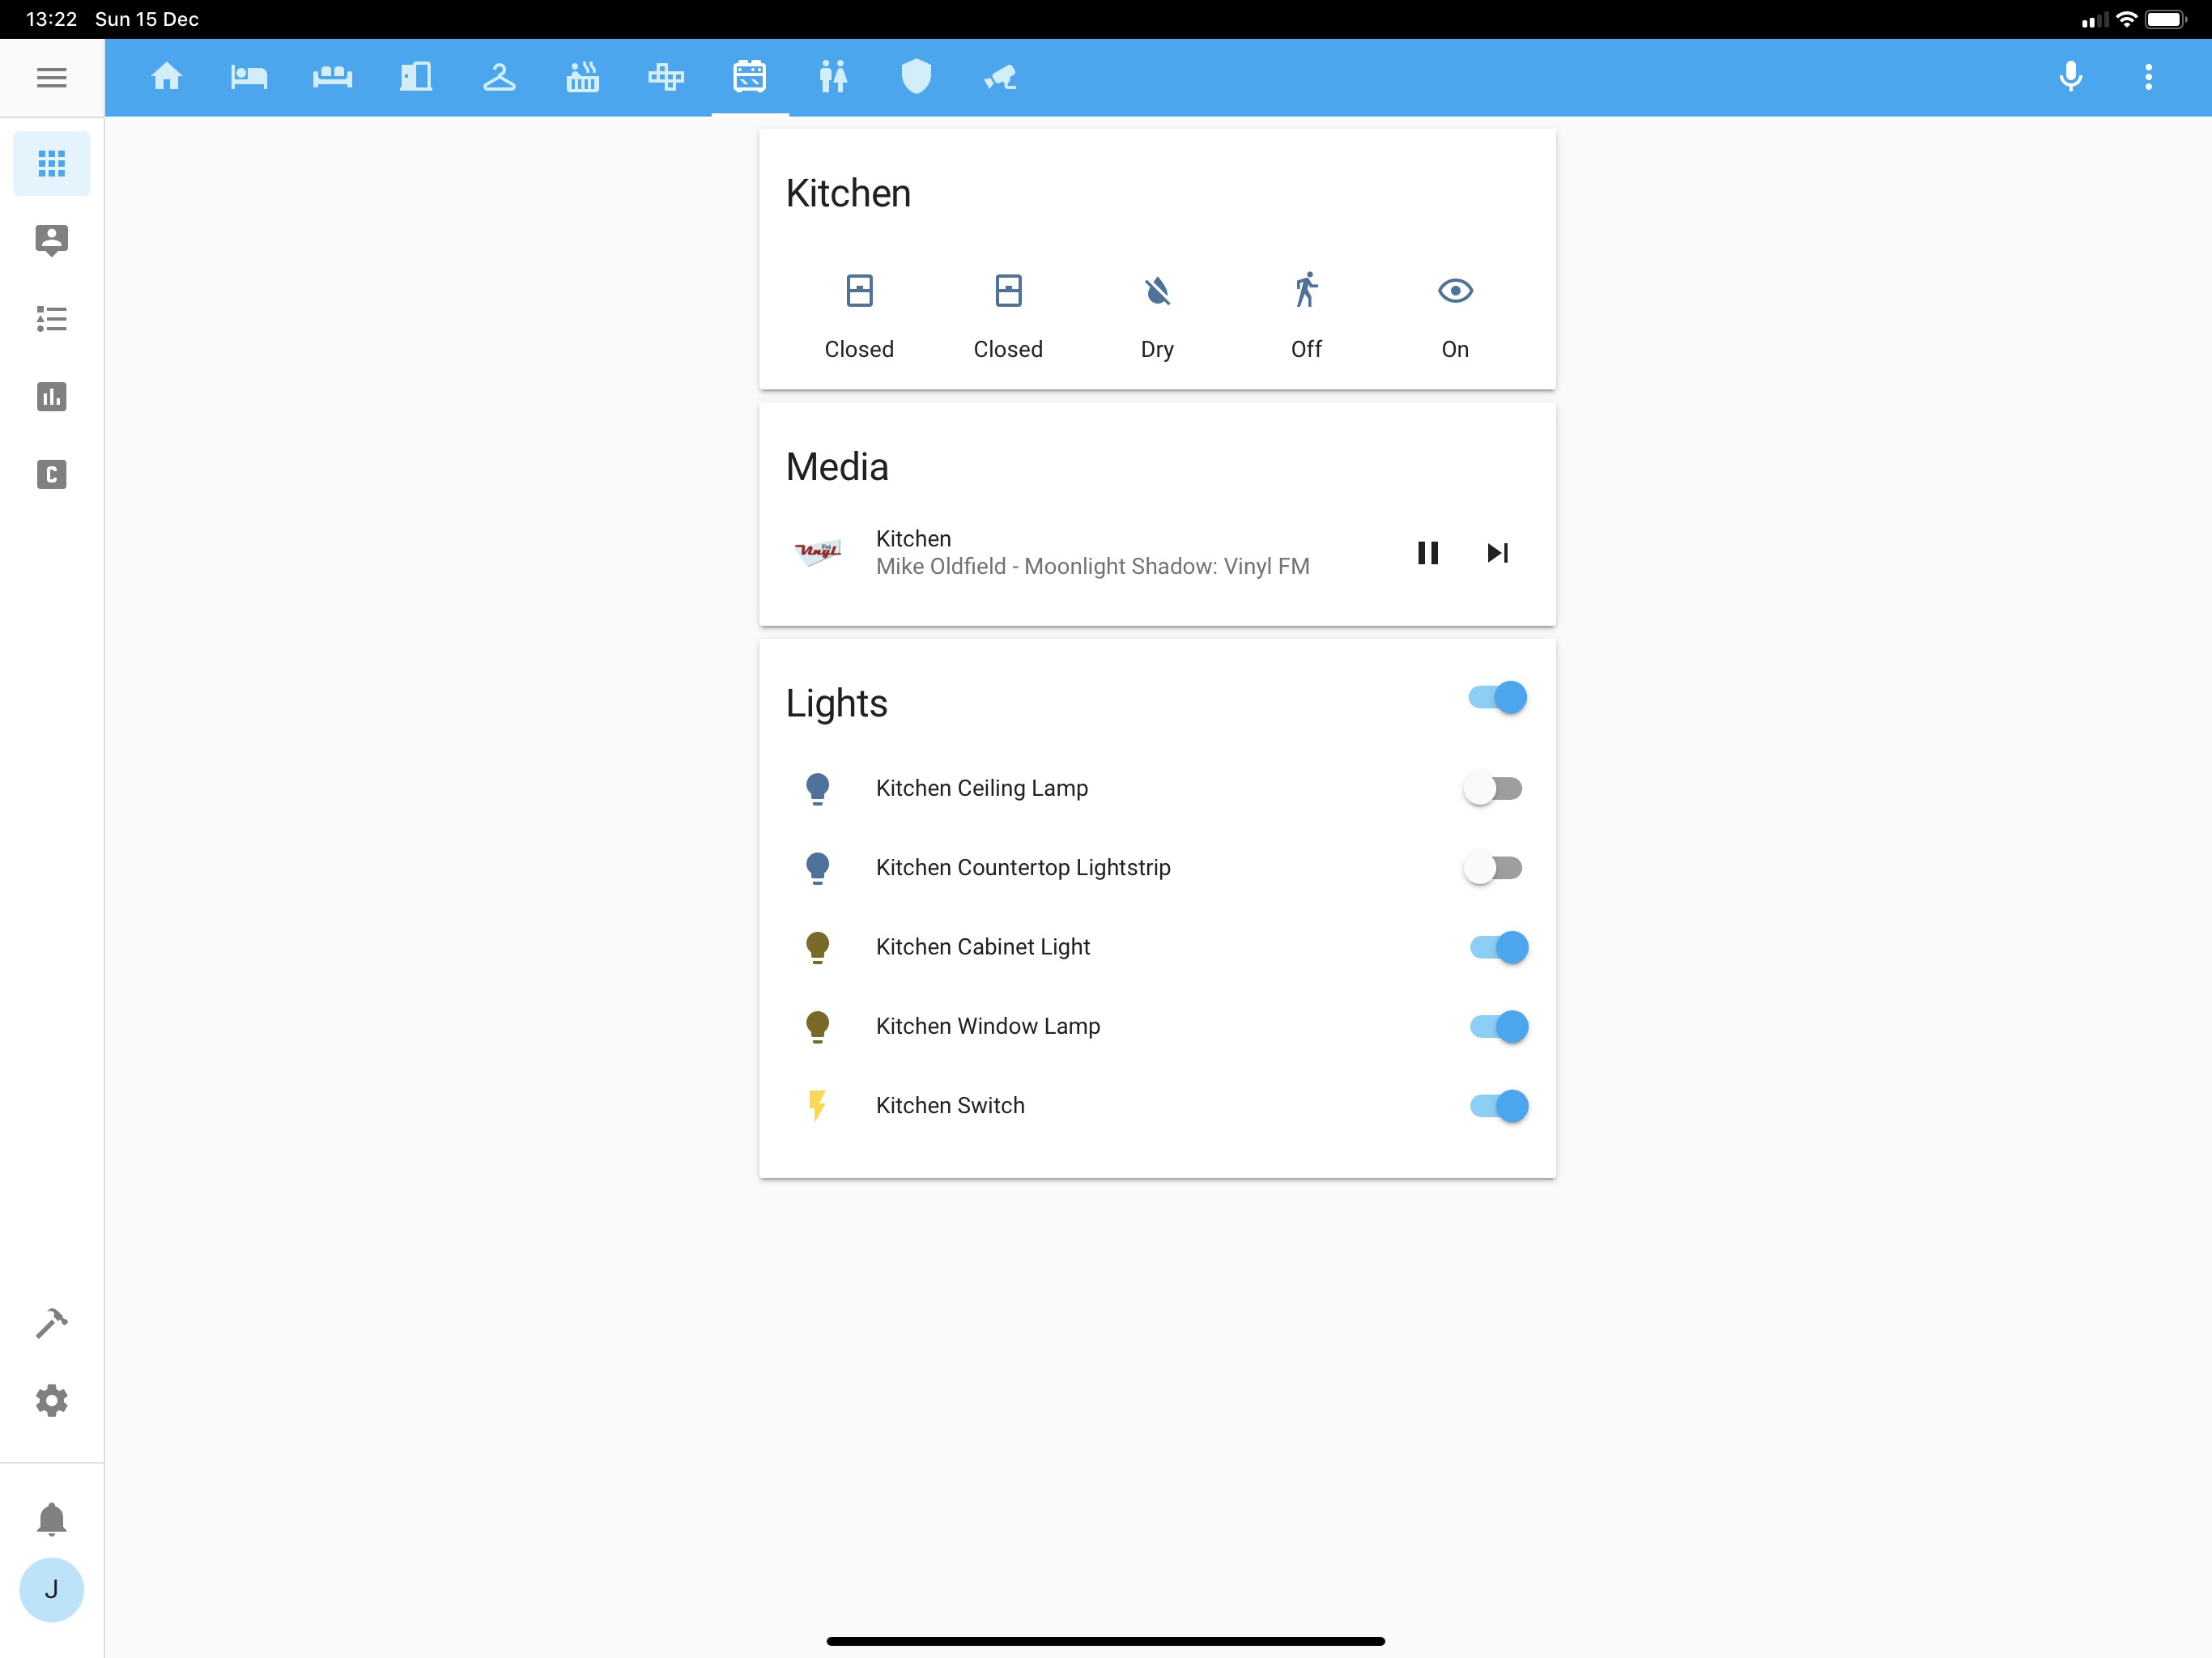 13:22 Sun 15 Dec
Kitchen
Closed Closed Dry Off On
Media
Vinyl
Kitchen
Mike Oldfield - Moonlight Shadow: Vinyl FM
Lights
Kitchen Ceiling Lamp
Kitchen Countertop Lightstrip
Kitchen Cabinet Light
Kitchen Window Lamp
Kitchen Switch
C
J